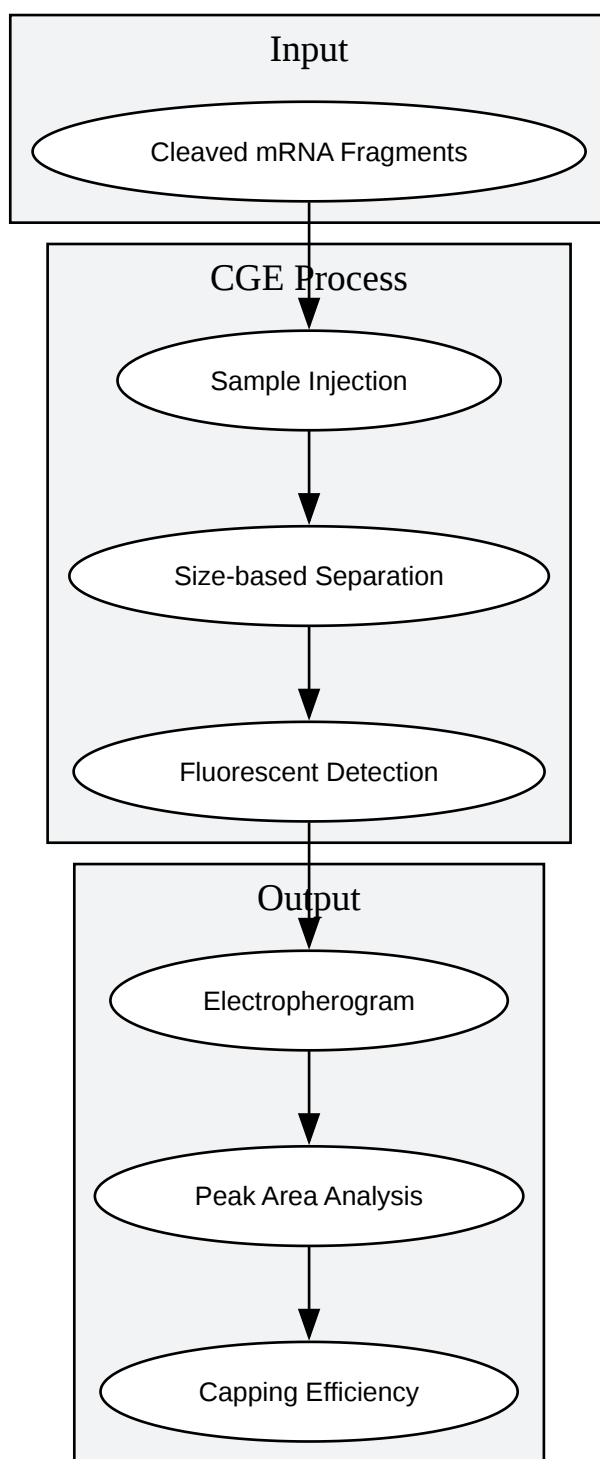 Input
Cleaved mRNA Fragments
CGE Process
Sample Injection
Size-based Separation
Fluorescent Detection
Output
Electropherogram
Peak Area Analysis
Capping Efficiency